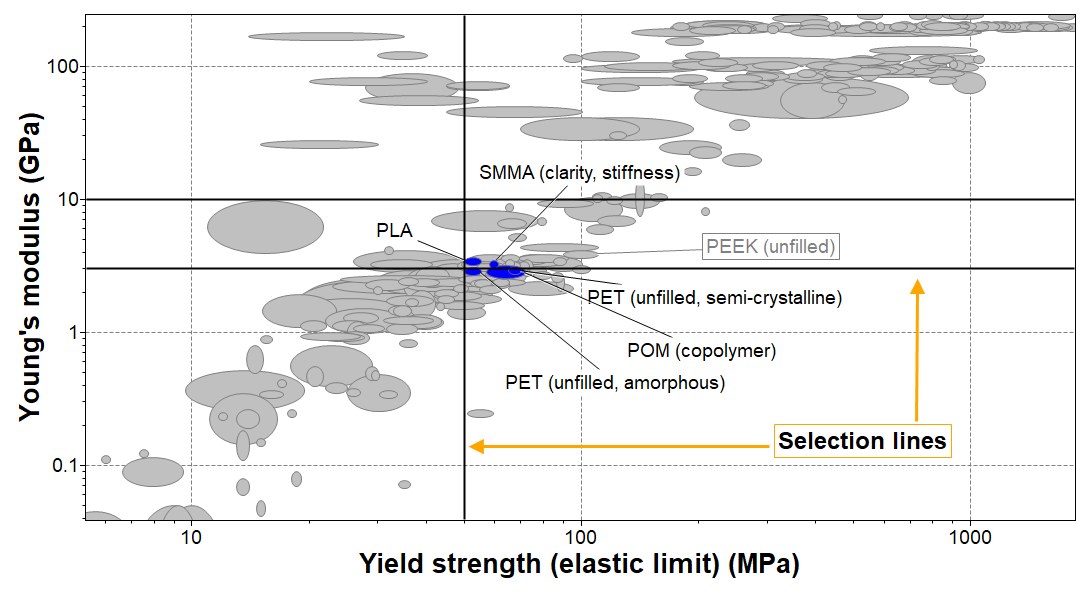 Young's modulus (GPa)
100
10
1
0.1
SMMA (clarity, stiffness)
PLA
PEEK (unfilled)
PET (unfilled, semi-crystalline)
POM (copolymer)
PET (unfilled, amorphous)
Selection lines
10
100
1000
Yield strength (elastic limit) (MPa)